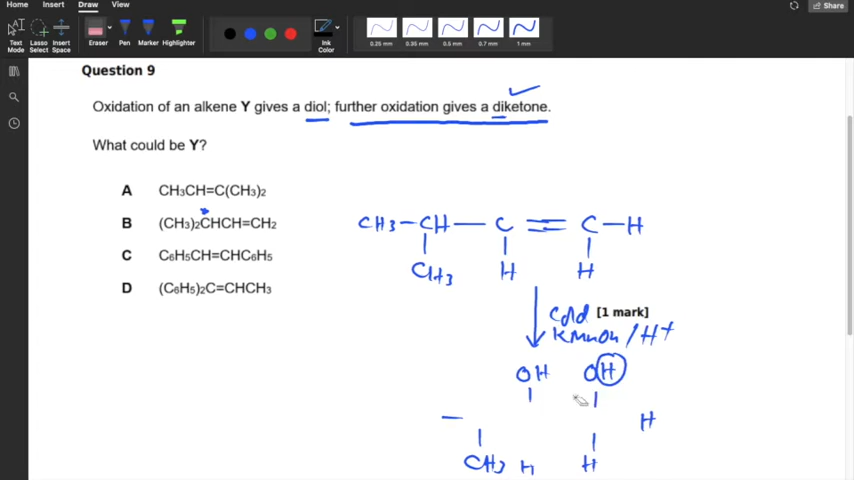 Home Insert Draw View
Share
Text Mode
Lasso Select
Insert Space
Eraser
Pen
Marker
Highlighter
Ink Color
0.25 mm
0.35 mm
0.5 mm
0.7 mm
1 mm
Question 9
Oxidation of an alkene Y gives a diol; further oxidation gives a diketone.
What could be Y?
A CH3CH=C(CH3)2
B (CH3)2CHCH=CH2
C C6H5CH=CHC6H5
D (C6H5)2C=CHCH3
CH3 — CH — C = C — H
CH3 H H
cold [1 mark]
KMnO4 / H+
OH OH
H
CH3 H H